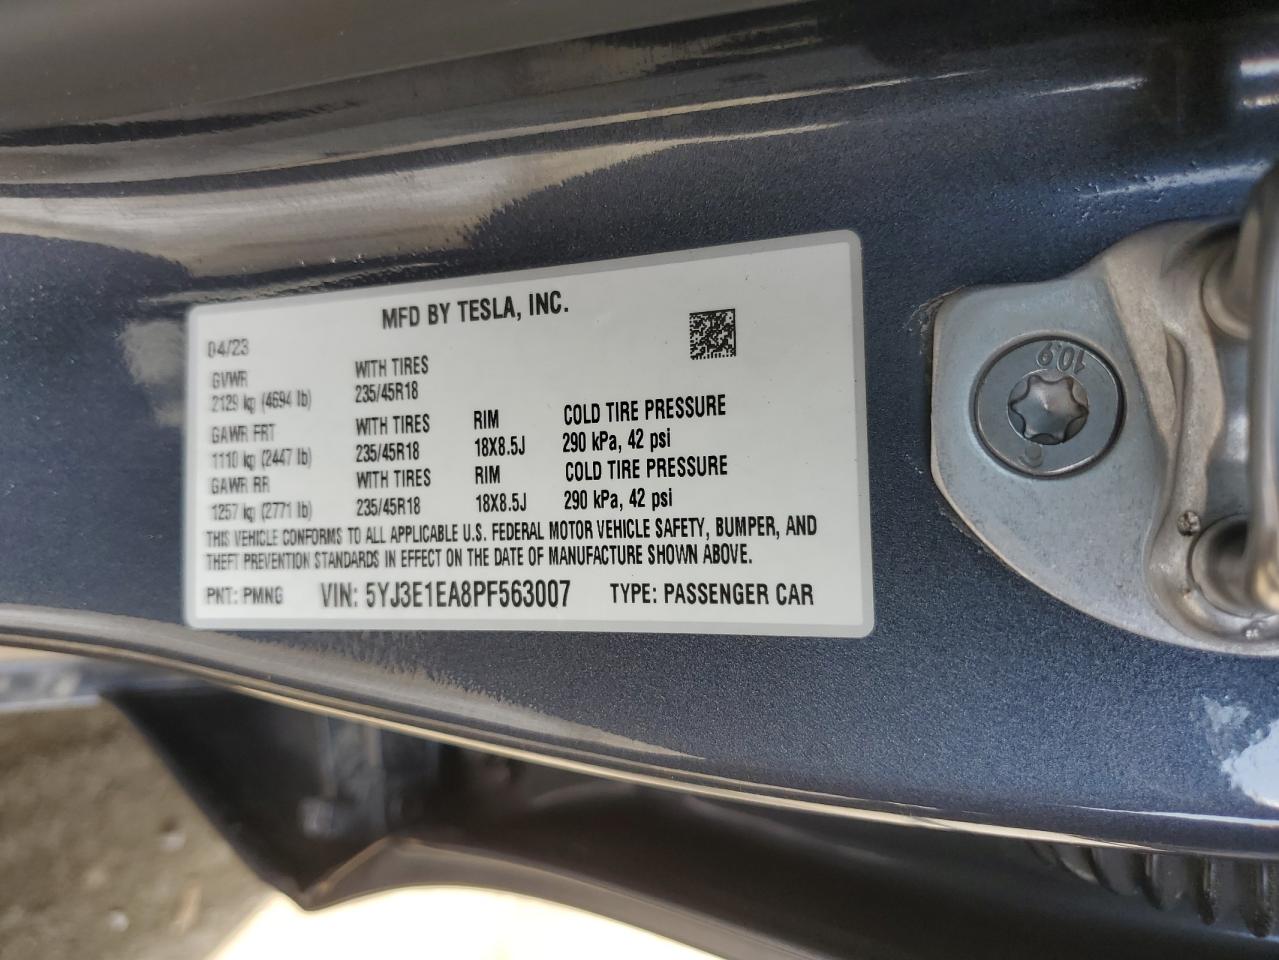 MFD BY TESLA, INC.
04/23
GVWR WITH TIRES
2129 kg (4694 lb) 235/45R18
GAWR FRT WITH TIRES RIM COLD TIRE PRESSURE
1110 kg (2447 lb) 235/45R18 18X8.5J 290 kPa, 42 psi
GAWR RR WITH TIRES RIM COLD TIRE PRESSURE
1257 kg (2771 lb) 235/45R18 18X8.5J 290 kPa, 42 psi
THIS VEHICLE CONFORMS TO ALL APPLICABLE U.S. FEDERAL MOTOR VEHICLE SAFETY, BUMPER, AND
THEFT PREVENTION STANDARDS IN EFFECT ON THE DATE OF MANUFACTURE SHOWN ABOVE.
PNT: PMNG VIN: 5YJ3E1EA8PF563007 TYPE: PASSENGER CAR
10.9